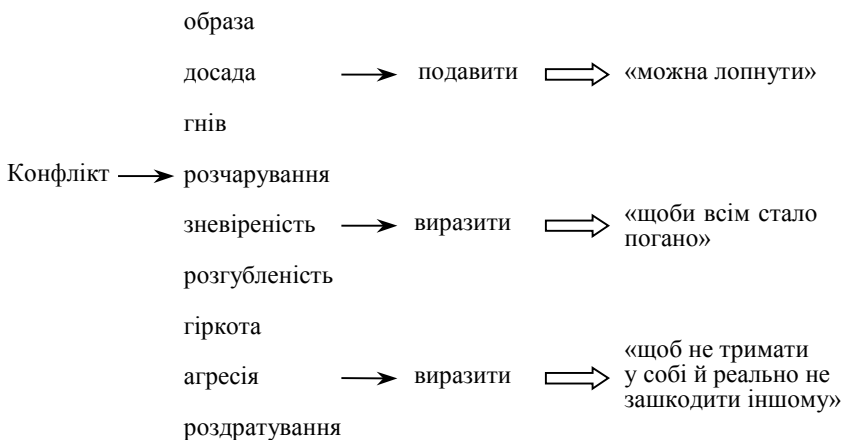 образа
досада
подавити
«можна лопнути»
гнів
Конфлікт
розчарування
зневіреність
виразити
«щоби всім стало
погано»
розгубленість
гіркота
агресія
виразити
«щоб не тримати
у собі й реально не
зашкодити іншому»
роздратування